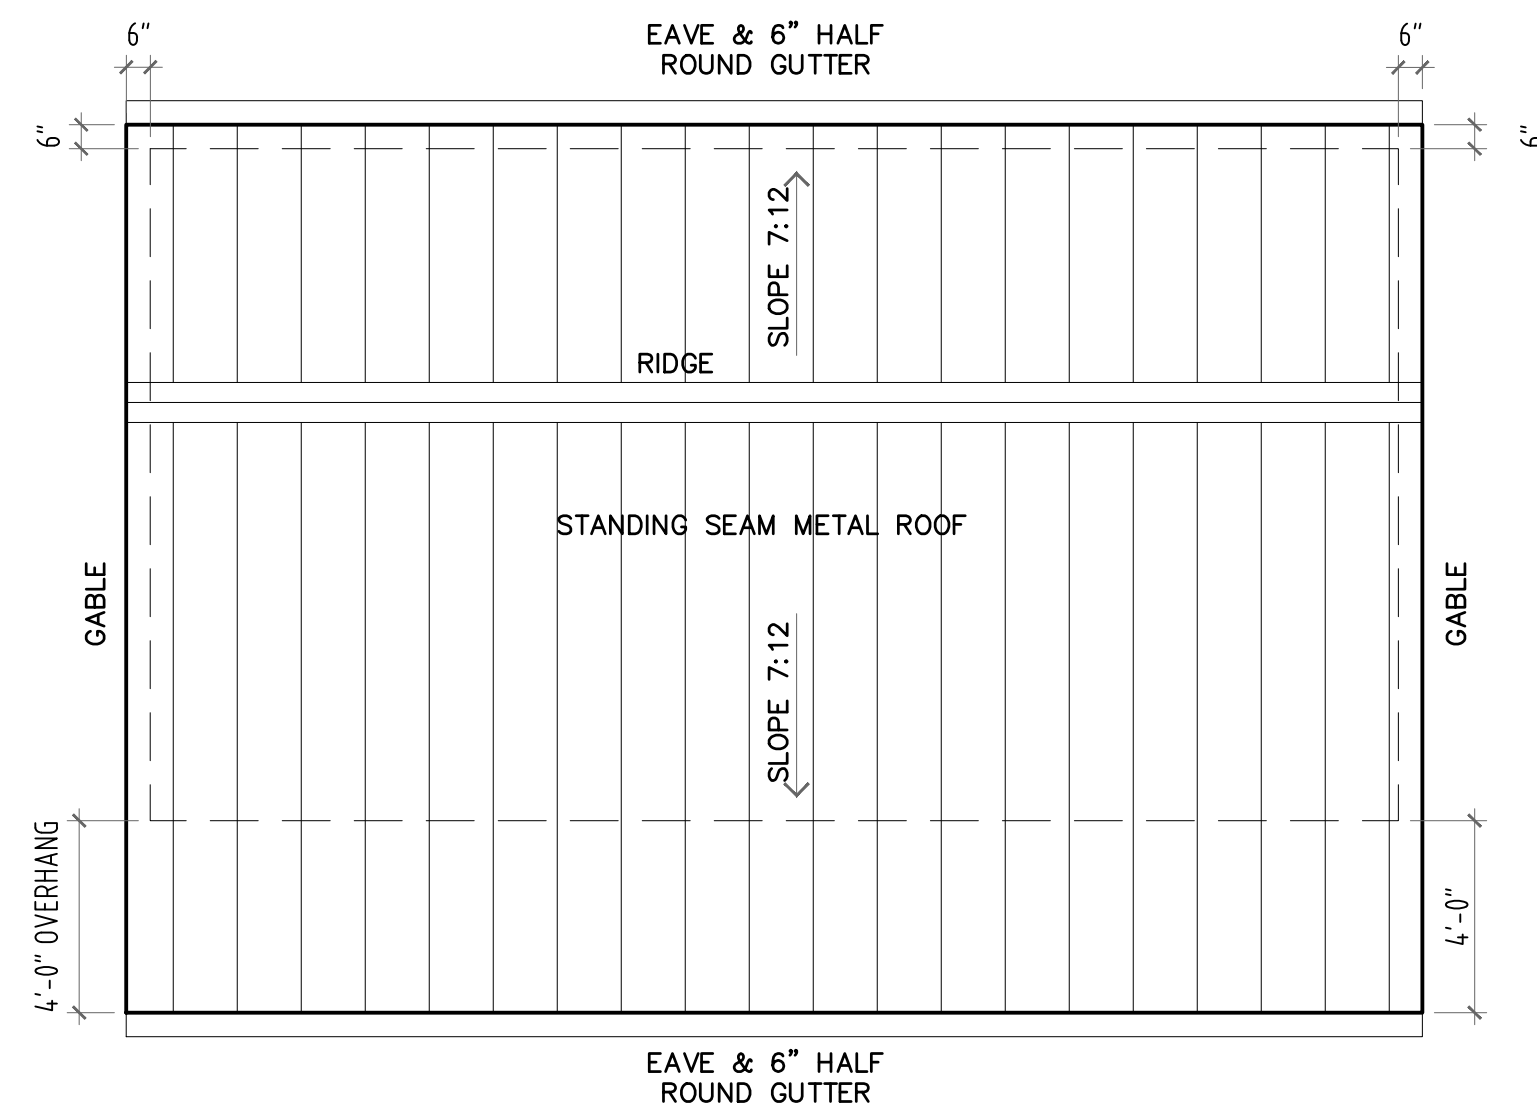 6"
EAVE & 6” HALF
ROUND GUTTER
6"
6"
6"
SLOPE 7:12
RIDGE
STANDING SEAM METAL ROOF
GABLE
GABLE
SLOPE 7:12
4'-0" OVERHANG
4'-0"
EAVE & 6” HALF
ROUND GUTTER